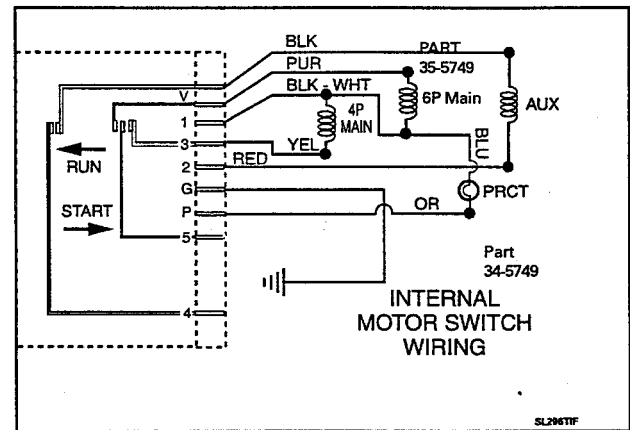 BLK
PART
35-5749
PUR
V
BLK - WHT
6P Main
AUX
1
4P
MAIN
3
YEL
BLU
RUN
2
RED
G
PRCT
START
P
OR
5
Part
34-5749
INTERNAL
MOTOR SWITCH
WIRING
4
SL296TIF